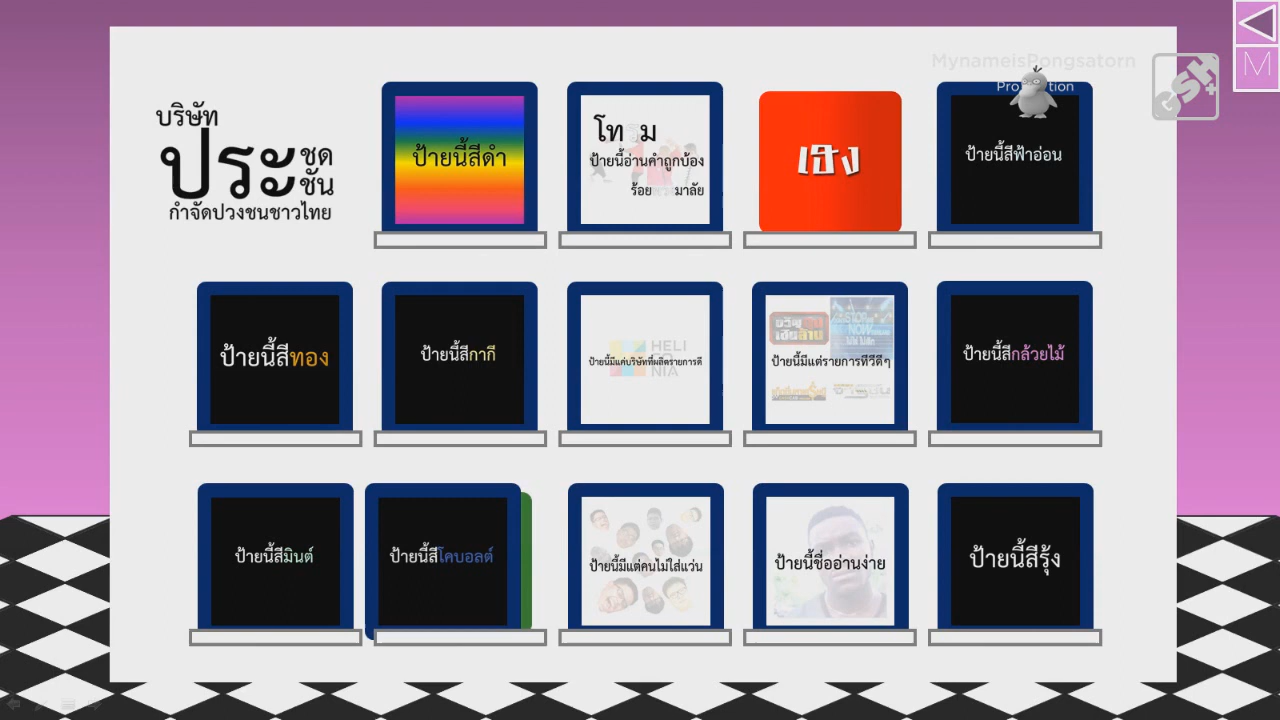 MynameisPongsatorn
M
บริษัท
ประ
ชด
ชัน
กำจัดปวงชนชาวไทย
ป้ายนี้สีดำ
ป้ายนี้อ่านคำถูกบ้อง
ร้อย มาลัย
เฮิง
ป้ายนี้สีฟ้าอ่อน
ป้ายนี้สีทอง
ป้ายนี้สีกากี
HELI
ป้ายนี้มีแค่บริษัทที่ผลิตรายการดี
NIA
ป้ายนี้มีแต่รายการทีวีดีๆ
ป้ายนี้สีกล้วยไม้
ป้ายนี้สีมินต์
ป้ายนี้สีโคบอลต์
ป้ายนี้มีแต่คนไม่ใส่แว่น
ป้ายนี้ชื่ออ่านง่าย
ป้ายนี้สีรุ้ง